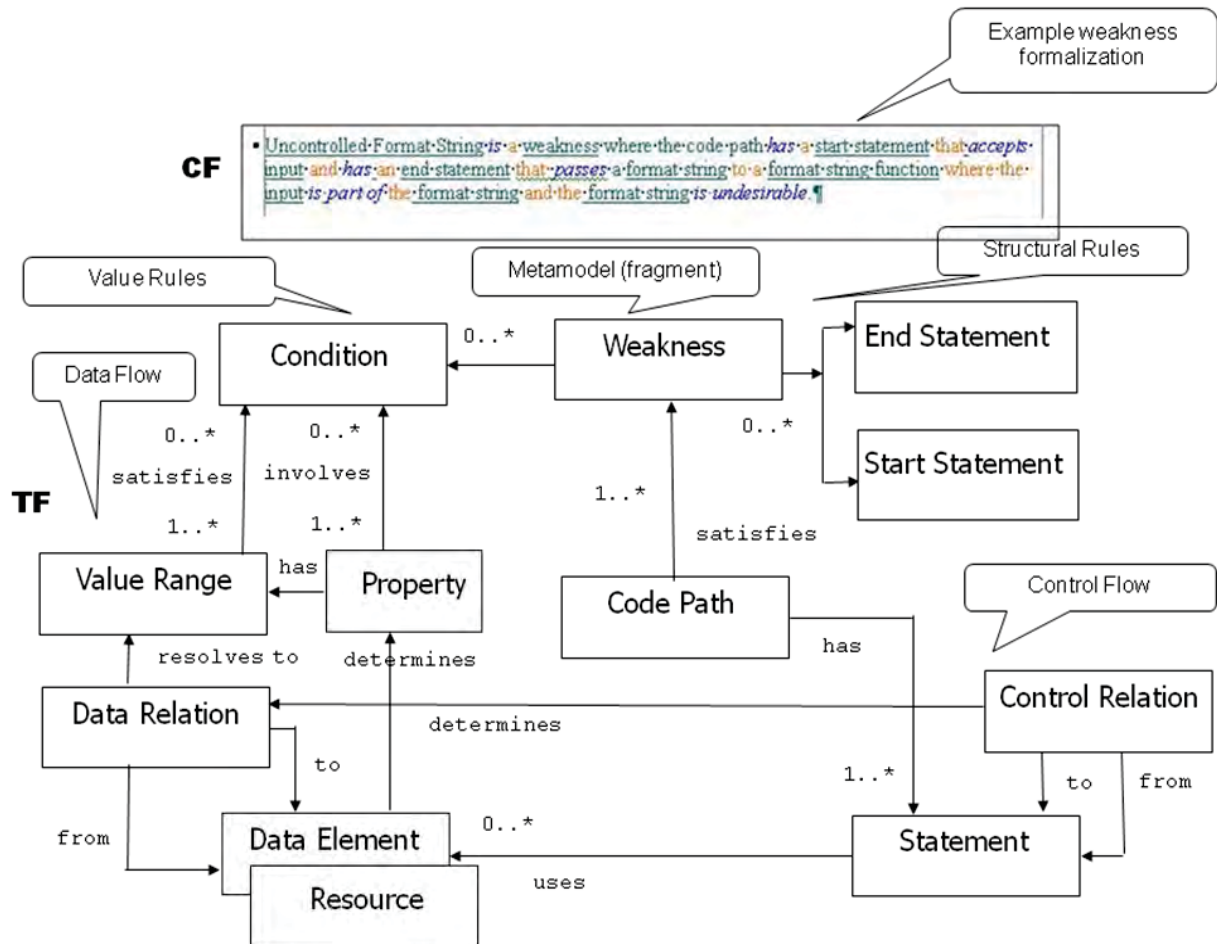 Example weakness
formalization
CF
▪ Uncontrolled·Format·String·is·a·weakness·where·the·code·path·has·a·start·statement·that·accepts·
input·and·has·an·end·statement·that·passes·a·format·string·to·a·format·string·function·where·the·
input·is·part·of·the·format·string·and·the·format·string·is·undesirable.¶
Value Rules
Metamodel (fragment)
Structural Rules
Condition
0..*
Weakness
End Statement
Data Flow
0..*
0..*
0..*
Start Statement
satisfies
involves
TF
1..*
1..*
1..*
satisfies
Value Range
has
Property
Code Path
Control Flow
has
resolves to
determines
Data Relation
determines
Control Relation
to
1..*
to
from
from
Data Element
0..*
Statement
uses
Resource